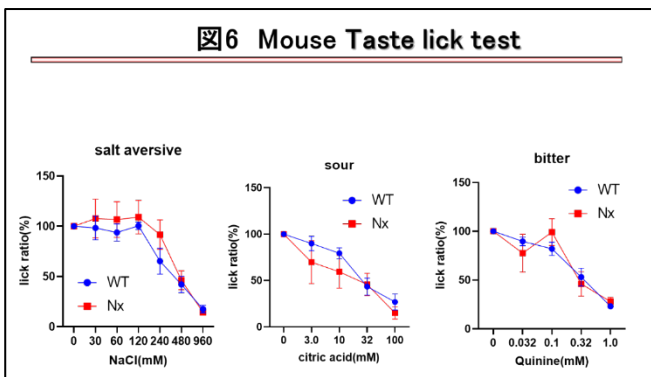 図6 Mouse Taste lick test
salt aversive
lick ratio(%)
150
100
50
0
WT
Nx
0 30 60 120 240 480 960
NaCl(mM)
sour
lick ratio(%)
150
100
50
0
WT
Nx
0 3.0 10 32 100
citric acid(mM)
bitter
lick ratio(%)
150
100
50
0
WT
Nx
0 0.032 0.1 0.32 1.0
Quinine(mM)